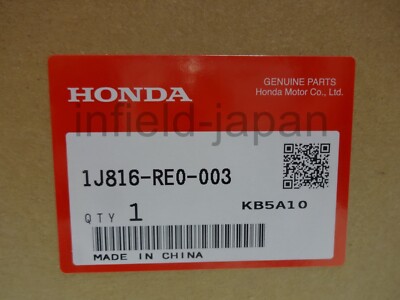 GENUINE PARTS
HONDA
Honda Motor Co., Ltd.
infield-japan
1J816-RE0-003
QTY 1
KB5A10
MADE IN CHINA